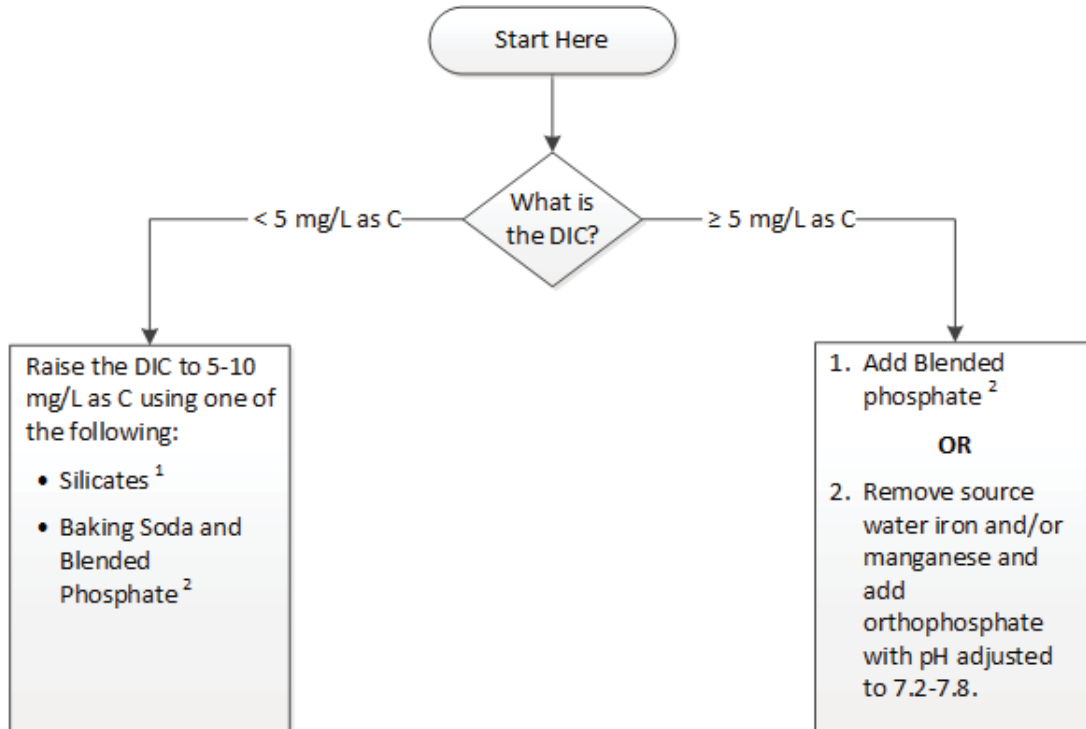 Start Here
What is
the DIC?
< 5 mg/L as C
≥ 5 mg/L as C
Raise the DIC to 5-10
mg/L as C using one of
the following:
• Silicates ¹
• Baking Soda and
Blended
Phosphate ²
1. Add Blended
phosphate ²
OR
2. Remove source
water iron and/or
manganese and
add
orthophosphate
with pH adjusted
to 7.2-7.8.